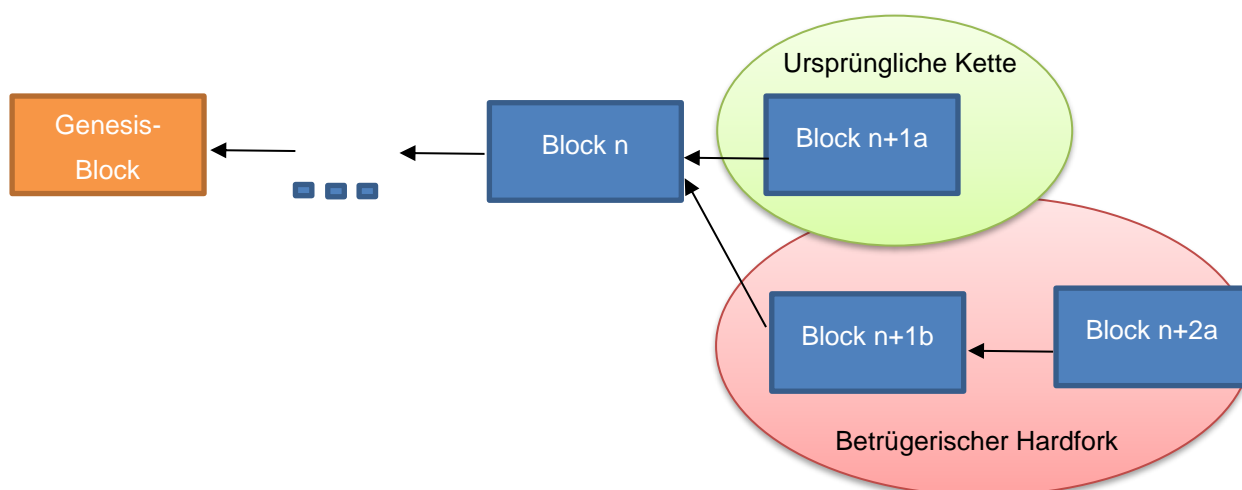 Ursprüngliche Kette
Genesis-
Block
Block n
Block n+1a
Block n+1b
Block n+2a
Betrügerischer Hardfork